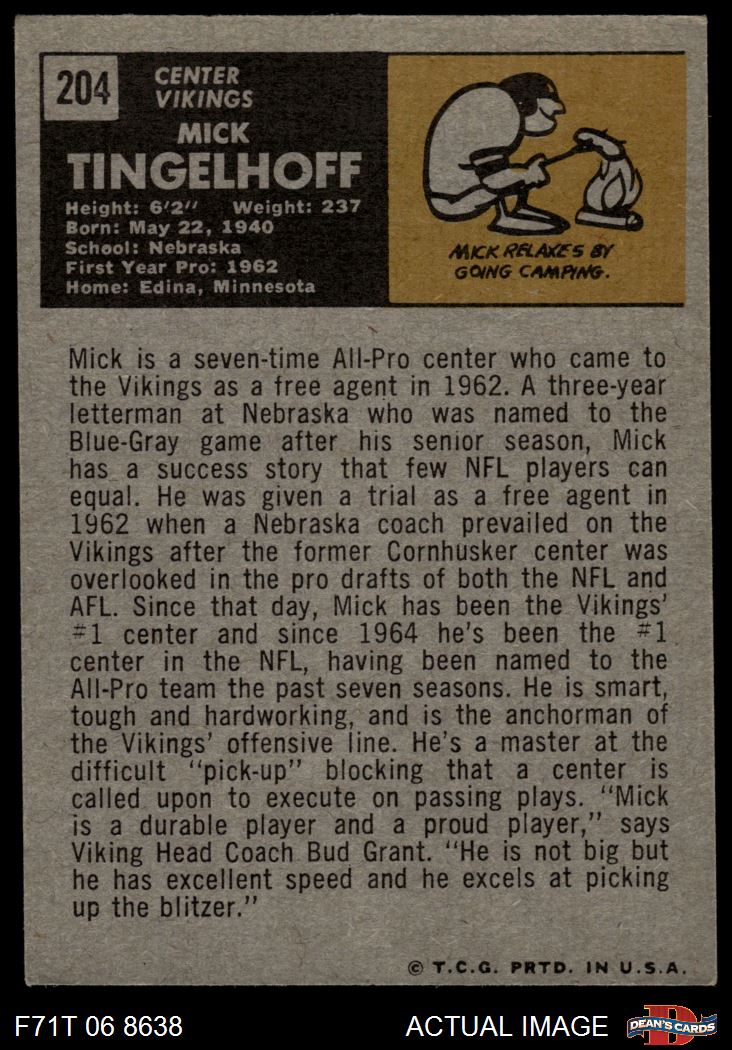 204
CENTER
VIKINGS
MICK
TINGELHOFF
Height: 6'2" Weight: 237
Born: May 22, 1940
School: Nebraska
First Year Pro: 1962
Home: Edina, Minnesota
MICK RELAXES BY
GOING CAMPING.
Mick is a seven-time All-Pro center who came to
the Vikings as a free agent in 1962. A three-year
letterman at Nebraska who was named to the
Blue-Gray game after his senior season, Mick
has a success story that few NFL players can
equal. He was given a trial as a free agent in
1962 when a Nebraska coach prevailed on the
Vikings after the former Cornhusker center was
overlooked in the pro drafts of both the NFL and
AFL. Since that day, Mick has been the Vikings'
#1 center and since 1964 he's been the #1
center in the NFL, having been named to the
All-Pro team the past seven seasons. He is smart,
tough and hardworking, and is the anchorman of
the Vikings' offensive line. He's a master at the
difficult "pick-up" blocking that a center is
called upon to execute on passing plays. "Mick
is a durable player and a proud player," says
Viking Head Coach Bud Grant. "He is not big but
he has excellent speed and he excels at picking
up the blitzer."
© T.C.G. PRTD. IN U.S.A.
F71T 06 8638 ACTUAL IMAGE DEAN'S CARDS